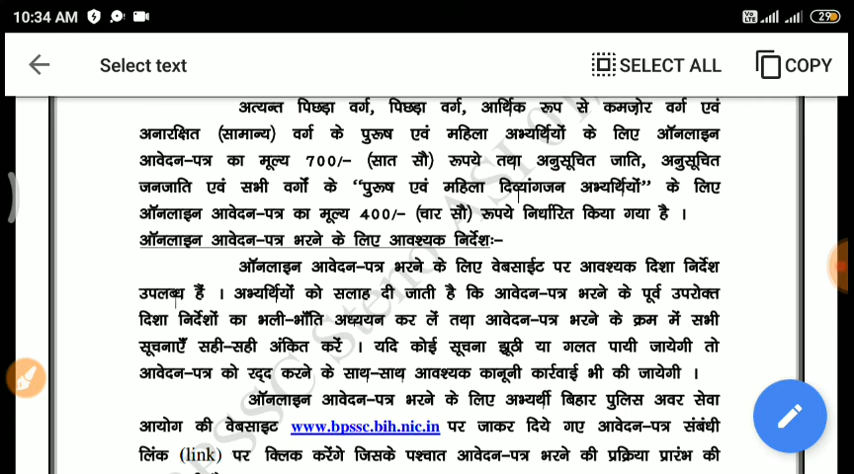 10:34 AM
Vo LTE
29
Select text
SELECT ALL
COPY
अत्यन्त पिछड़ा वर्ग, पिछड़ा वर्ग, आर्थिक रूप से कमज़ोर वर्ग एवं
अनारक्षित (सामान्य) वर्ग के पुरूष एवं महिला अभ्यर्थियों के लिए ऑनलाइन
आवेदन–पत्र का मूल्य 700/– (सात सौ) रूपये तथा अनुसूचित जाति, अनुसूचित
जनजाति एवं सभी वर्गों के “पुरूष एवं महिला दिव्यांगजन अभ्यर्थियों” के लिए
ऑनलाइन आवेदन–पत्र का मूल्य 400/– (चार सौ) रूपये निर्धारित किया गया है ।
ऑनलाइन आवेदन–पत्र भरने के लिए आवश्यक निर्देशः–
ऑनलाइन आवेदन–पत्र भरने के लिए वेबसाईट पर आवश्यक दिशा निर्देश
उपलब्ध हैं । अभ्यर्थियों को सलाह दी जाती है कि आवेदन–पत्र भरने के पूर्व उपरोक्त
दिशा निर्देशों का भली–भाँति अध्ययन कर लें तथा आवेदन–पत्र भरने के क्रम में सभी
सूचनाएँ सही–सही अंकित करें । यदि कोई सूचना झूठी या गलत पायी जायेगी तो
आवेदन–पत्र को रद्द करने के साथ–साथ आवश्यक कानूनी कार्रवाई भी की जायेगी ।
ऑनलाइन आवेदन–पत्र भरने के लिए अभ्यर्थी बिहार पुलिस अवर सेवा
आयोग की वेबसाइट www.bpssc.bih.nic.in पर जाकर दिये गए आवेदन–पत्र संबंधी
लिंक (link) पर क्लिक करेंगे जिसके पश्चात आवेदन–पत्र भरने की प्रक्रिया प्रारंभ की
BPSSC Steno ASI 01/